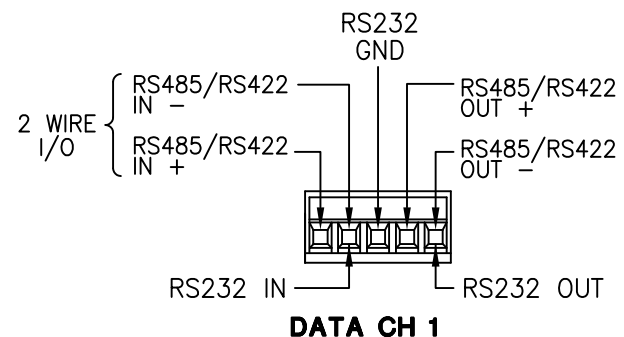 RS232
GND
RS485/RS422
IN -
RS485/RS422
OUT +
2 WIRE
I/O
RS485/RS422
IN +
RS485/RS422
OUT -
RS232 IN
RS232 OUT
DATA CH 1